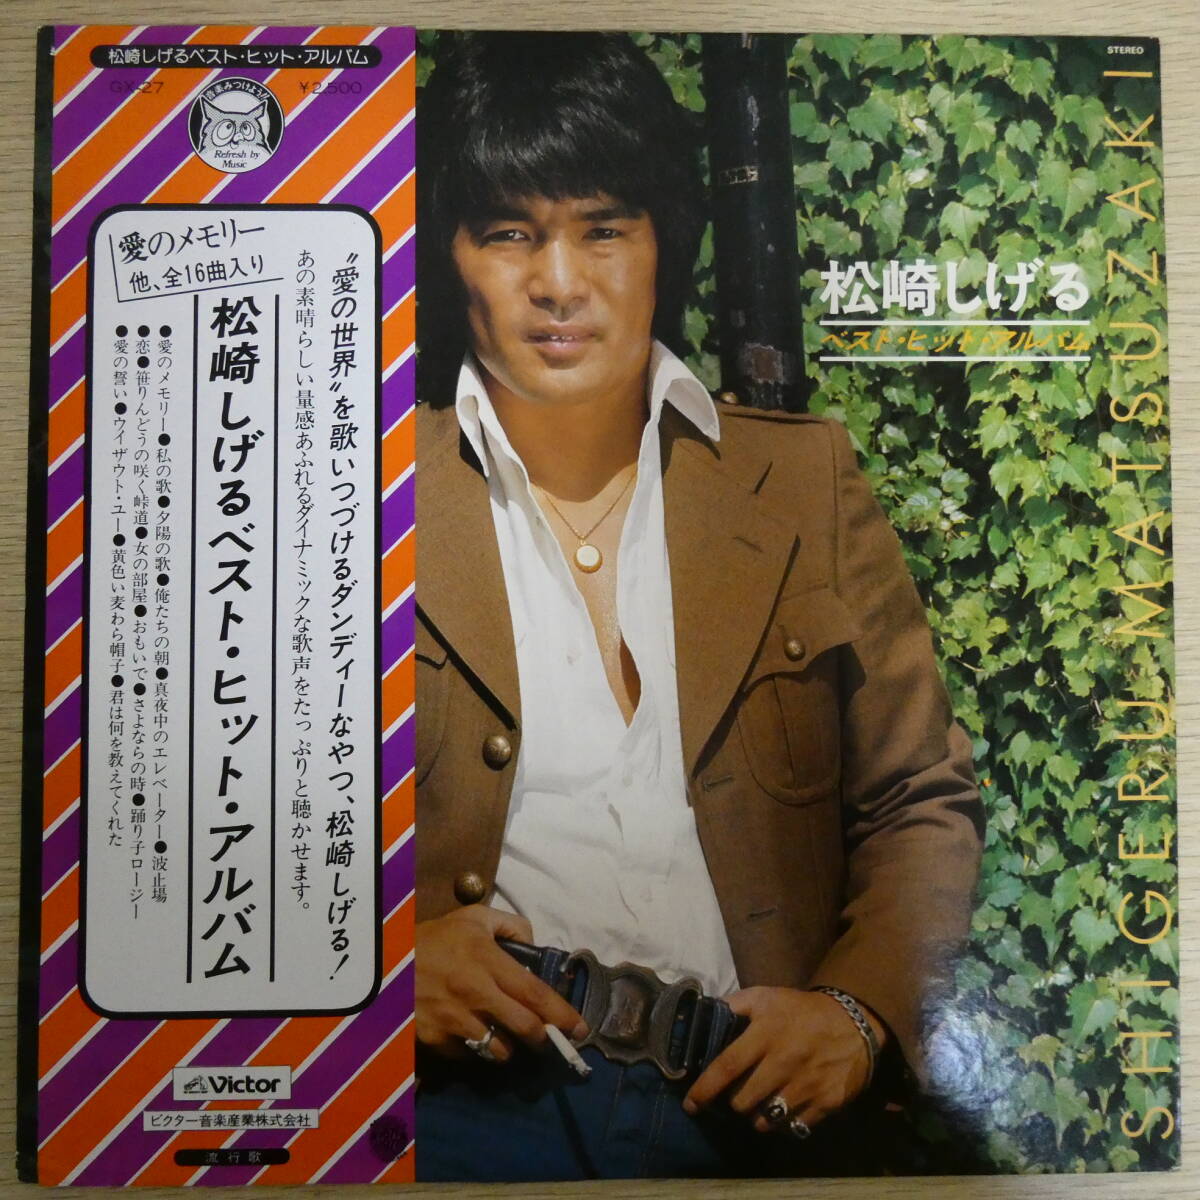 松崎しげるベスト・ヒット・アルバム
GX-27
¥2,500
音楽みつけよう!!
Refresh by
Music
愛のメモリー
他、全16曲入り
“愛の世界”を歌いつづけるダンディーなやつ、松崎しげる!
あの素晴らしい量感あふれるダイナミックな歌声をたっぷりと聴かせます。
松崎しげるベスト・ヒット・アルバム
●愛のメモリー●私の歌●夕陽の歌●俺たちの朝●真夜中のエレベーター●波止場
●恋●笹りんどうの咲く峠道●女の部屋●おもいで●さよならの時●踊り子ロージー
●愛の誓い●ウイザウト・ユー●黄色い麦わら帽子●君は何を教えてくれた
Victor
ビクター音楽産業株式会社
流行歌
STEREO
松崎しげる
ベスト・ヒット・アルバム
SHIGERU MATSUZAKI